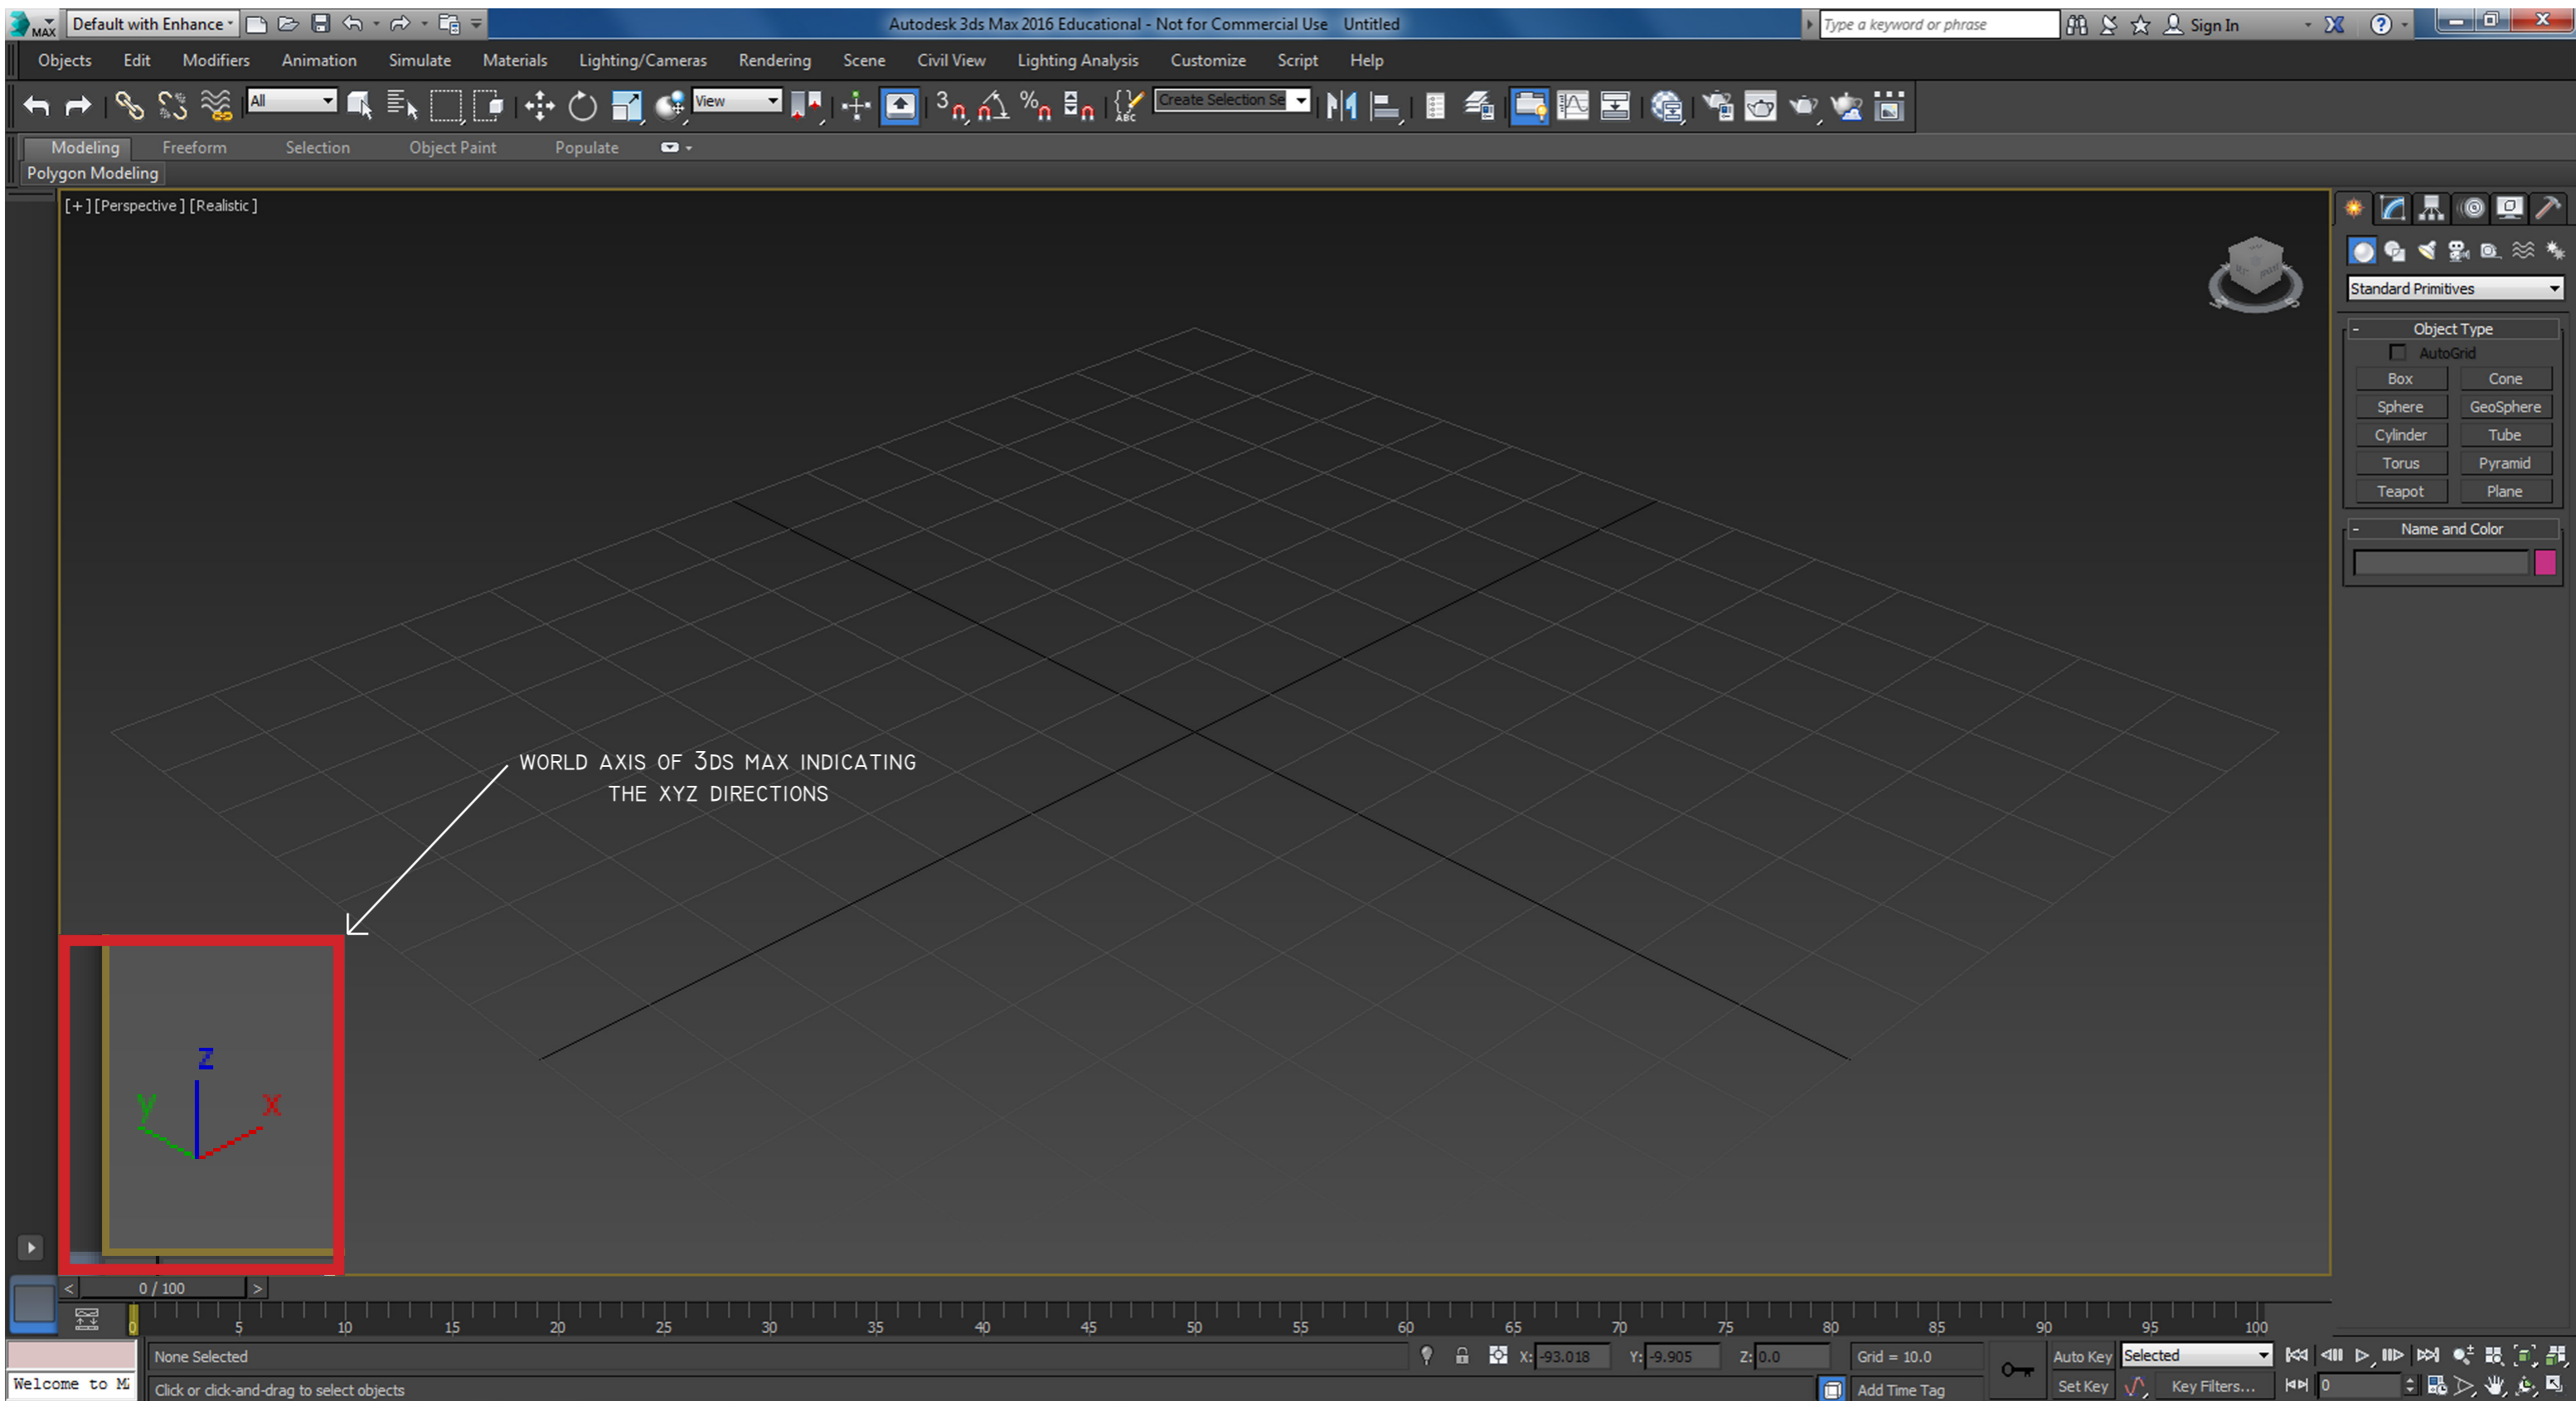 MAX Default with Enhance Autodesk 3ds Max 2016 Educational - Not for Commercial Use Untitled Type a keyword or phrase Sign In
Objects Edit Modifiers Animation Simulate Materials Lighting/Cameras Rendering Scene Civil View Lighting Analysis Customize Script Help
All View 3 % ABC Create Selection Se
Modeling Freeform Selection Object Paint Populate
Polygon Modeling
[+] [Perspective] [Realistic]
Standard Primitives
- Object Type
AutoGrid
Box Cone
Sphere GeoSphere
Cylinder Tube
Torus Pyramid
Teapot Plane
- Name and Color
WORLD AXIS OF 3DS MAX INDICATING
THE XYZ DIRECTIONS
z
y x
< 0 / 100 >
0 5 10 15 20 25 30 35 40 45 50 55 60 65 70 75 80 85 90 95 100
None Selected X: -93.018 Y: -9.905 Z: 0.0 Grid = 10.0 Auto Key Selected
Welcome to M Click or click-and-drag to select objects Add Time Tag Set Key Key Filters... 0